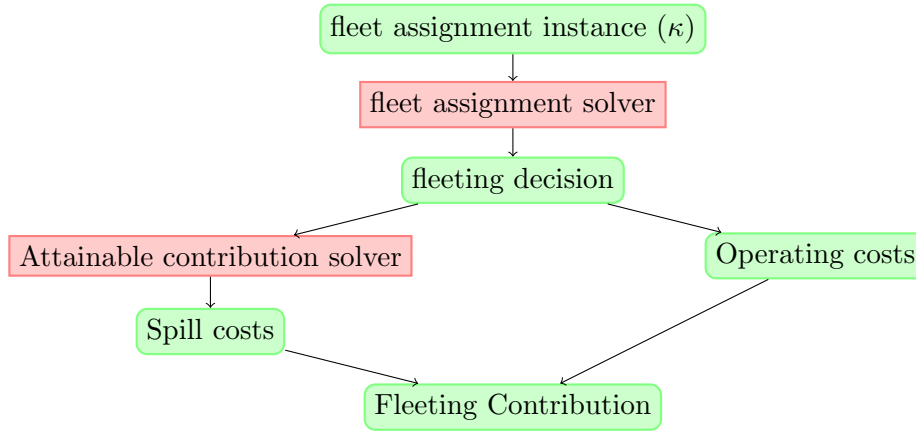 fleet assignment instance (κ)
fleet assignment solver
fleeting decision
Attainable contribution solver
Operating costs
Spill costs
Fleeting Contribution